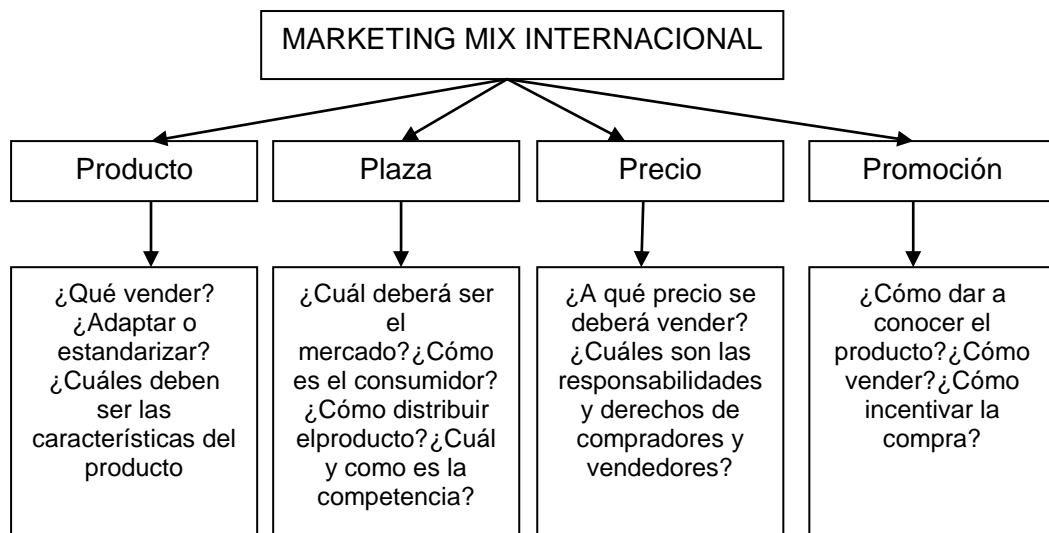 MARKETING MIX INTERNACIONAL
Producto
Plaza
Precio
Promoción
¿Qué vender?
¿Adaptar o
estandarizar?
¿Cuáles deben
ser las
características del
producto
¿Cuál deberá ser
el
mercado?¿Cómo
es el consumidor?
¿Cómo distribuir
elproducto?¿Cuál
y como es la
competencia?
¿A qué precio se
deberá vender?
¿Cuáles son las
responsabilidades
y derechos de
compradores y
vendedores?
¿Cómo dar a
conocer el
producto?¿Cómo
vender?¿Cómo
incentivar la
compra?